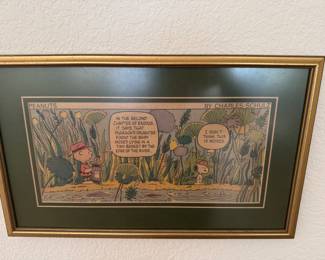 PEANUTS
BY CHARLES SCHULZ
IN THE SECOND
CHAPTER OF EXODUS,
IT SAYS THAT
PHARAOH'S DAUGHTER
FOUND THE BABY
MOSES LYING IN A
TINY BASKET BY THE
EDGE OF THE RIVER..
I DON'T
THINK THIS
IS MOSES